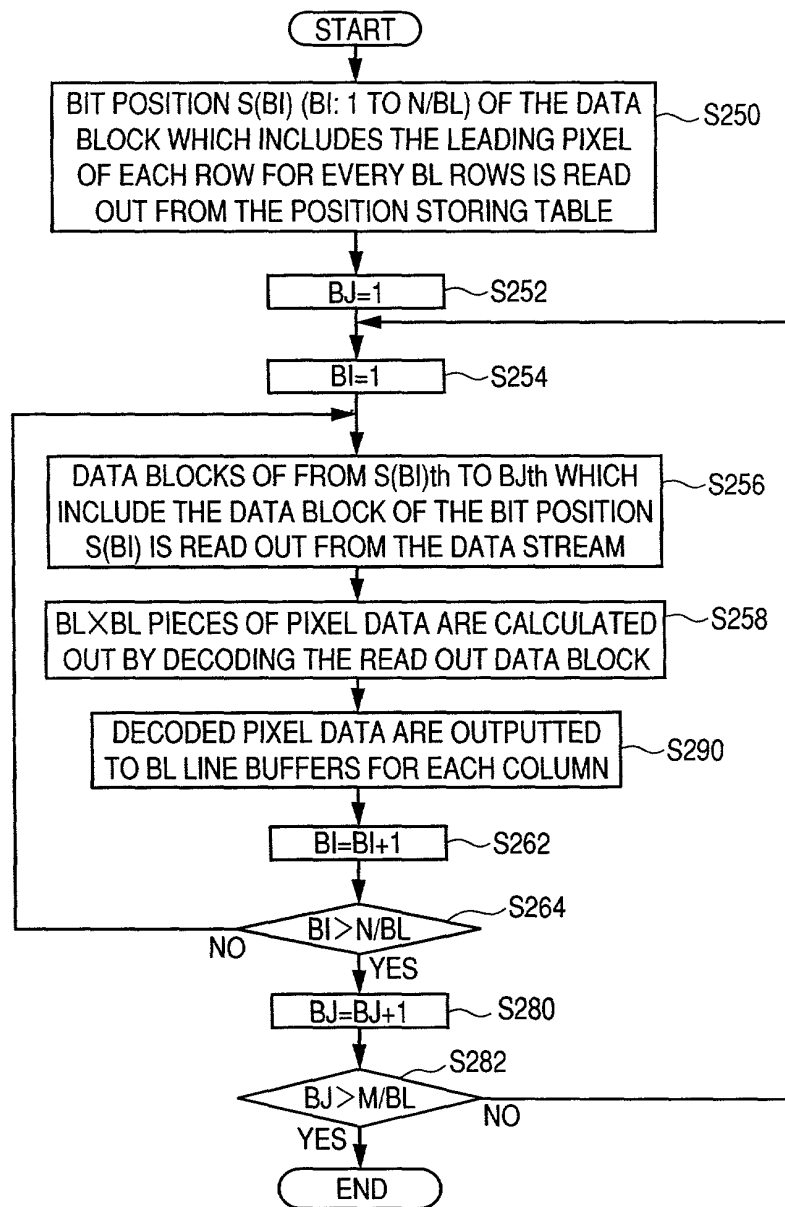 START
BIT POSITION S(BI) (BI: 1 TO N/BL) OF THE DATA
BLOCK WHICH INCLUDES THE LEADING PIXEL
OF EACH ROW FOR EVERY BL ROWS IS READ
OUT FROM THE POSITION STORING TABLE
S250
BJ=1
S252
BI=1
S254
DATA BLOCKS OF FROM S(BI)th TO BJth WHICH
INCLUDE THE DATA BLOCK OF THE BIT POSITION
S(BI) IS READ OUT FROM THE DATA STREAM
S256
BL×BL PIECES OF PIXEL DATA ARE CALCULATED
OUT BY DECODING THE READ OUT DATA BLOCK
S258
DECODED PIXEL DATA ARE OUTPUTTED
TO BL LINE BUFFERS FOR EACH COLUMN
S290
BI=BI+1
S262
BI>N/BL
S264
NO
YES
BJ=BJ+1
S280
BJ>M/BL
S282
NO
YES
END